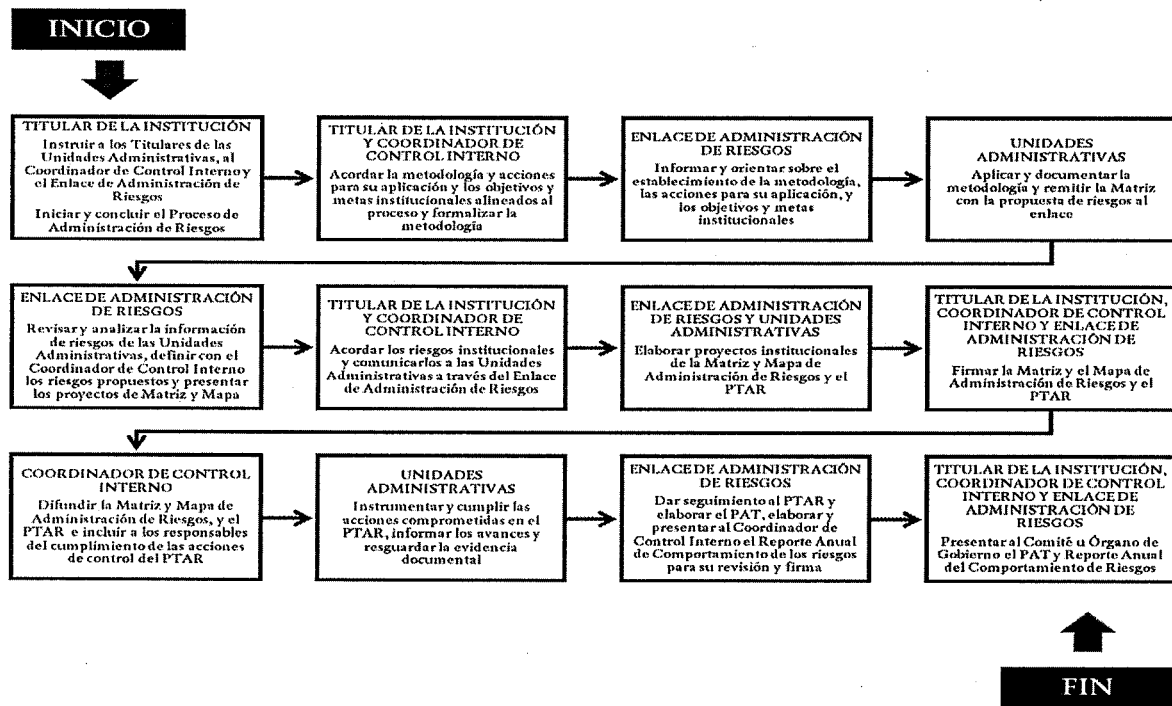 INICIO
TITULAR DE LA INSTITUCIÓN
Instruir a los Titulares de las
Unidades Administrativas, al
Coordinador de Control Interno y
el Enlace de Administración de
Riesgos
Iniciar y concluir el Proceso de
Administración de Riesgos
TITULAR DE LA INSTITUCIÓN
Y COORDINADOR DE
CONTROL INTERNO
Acordar la metodología y acciones
para su aplicación y los objetivos y
metas institucionales alineados al
proceso y formalizar la
metodología
ENLACE DE ADMINISTRACIÓN
DE RIESGOS
Informar y orientar sobre el
establecimiento de la metodología,
las acciones para su aplicación, y
los objetivos y metas
institucionales
UNIDADES
ADMINISTRATIVAS
Aplicar y documentar la
metodología y remitir la Matriz
con la propuesta de riesgos al
enlace
ENLACE DE ADMINISTRACIÓN
DE RIESGOS
Revisar y analizar la información
de riesgos de las Unidades
Administrativas, definir con el
Coordinador de Control Interno
los riesgos propuestos y presentar
los proyectos de Matriz y Mapa
TITULAR DE LA INSTITUCIÓN
Y COORDINADOR DE
CONTROL INTERNO
Acordar los riesgos institucionales
y comunicarlos a las Unidades
Administrativas a través del Enlace
de Administración de Riesgos
ENLACE DE ADMINISTRACIÓN
DE RIESGOS Y UNIDADES
ADMINISTRATIVAS
Elaborar proyectos institucionales
de la Matriz y Mapa de
Administración de Riesgos y el
PTAR
TITULAR DE LA INSTITUCIÓN,
COORDINADOR DE CONTROL
INTERNO Y ENLACE DE
ADMINISTRACIÓN DE
RIESGOS
Firmar la Matriz y el Mapa de
Administración de Riesgos y el
PTAR
COORDINADOR DE CONTROL
INTERNO
Difundir la Matriz y Mapa de
Administración de Riesgos, y el
PTAR e incluir a los responsables
del cumplimiento de las acciones
de control del PTAR
UNIDADES
ADMINISTRATIVAS
Instrumentar y cumplir las
acciones comprometidas en el
PTAR, informar los avances y
resguardar la evidencia
documental
ENLACE DE ADMINISTRACIÓN
DE RIESGOS
Dar seguimiento al PTAR y
elaborar el PAT, elaborar y
presentar al Coordinador de
Control Interno el Reporte Anual
de Comportamiento de los riesgos
para su revisión y firma
TITULAR DE LA INSTITUCIÓN,
COORDINADOR DE CONTROL
INTERNO Y ENLACE DE
ADMINISTRACIÓN DE
RIESGOS
Presentar al Comité u Órgano de
Gobierno el PAT y Reporte Anual
del Comportamiento de Riesgos
FIN